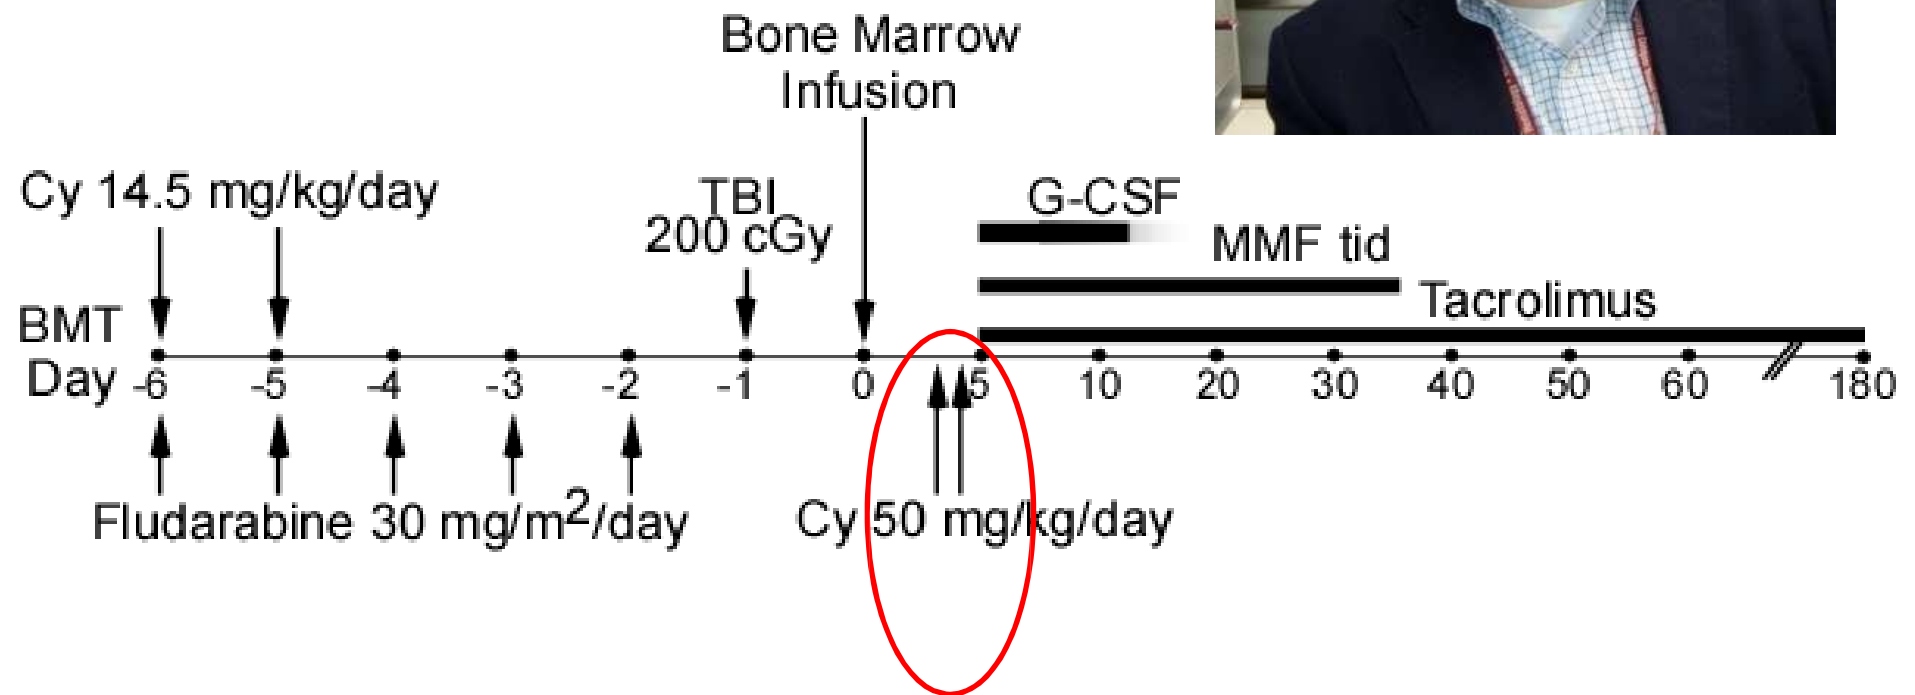 Bone Marrow
Infusion
Cy 14.5 mg/kg/day
TBI
200 cGy
G-CSF
MMF tid
Tacrolimus
BMT
Day -6 -5 -4 -3 -2 -1 0 5 10 20 30 40 50 60 180
Fludarabine 30 mg/m²/day
Cy 50 mg/kg/day